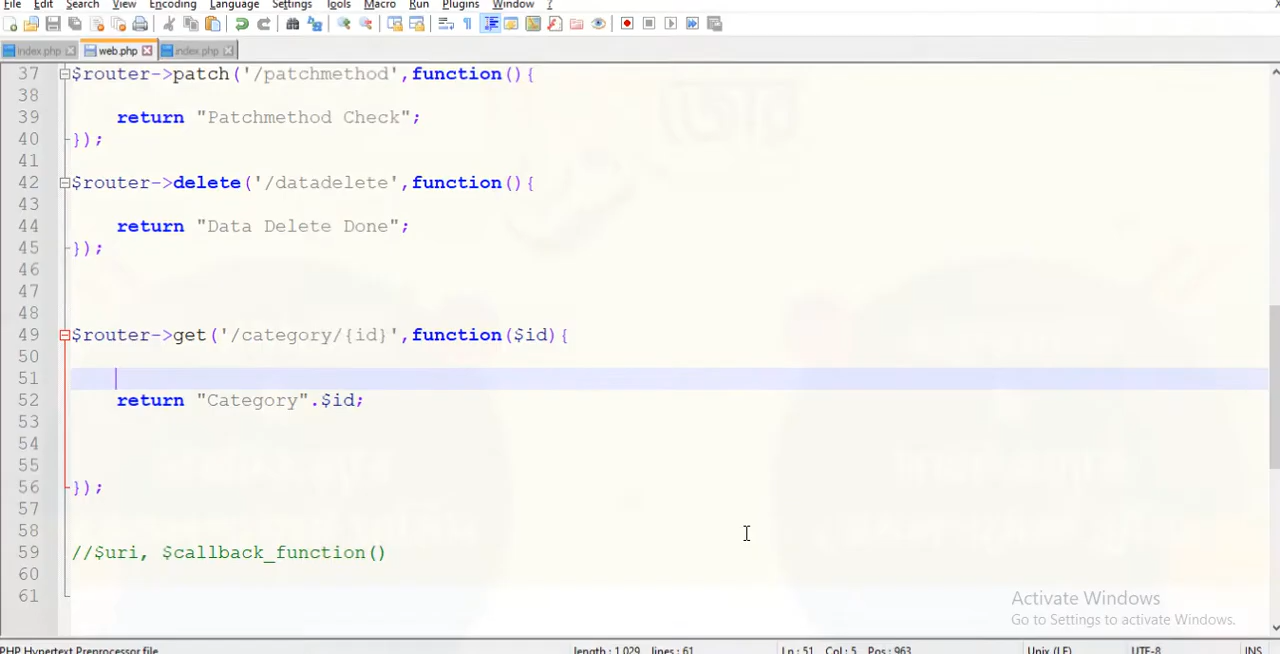 File Edit Search View Encoding Language Settings Tools Macro Run Plugins Window ?
index.php web.php index.php
37 $router->patch('/patchmethod',function(){
38
39 return "Patchmethod Check";
40 });
41
42 $router->delete('/datadelete',function(){
43
44 return "Data Delete Done";
45 });
46
47
48
49 $router->get('/category/{id}',function($id){
50
51
52 return "Category".$id;
53
54
55
56 });
57
58
59 //$uri, $callback_function()
60
61
Activate Windows
Go to Settings to activate Windows.
PHP Hypertext Preprocessor file length : 1,029 lines : 61 Ln : 51 Col : 5 Pos : 963 Unix (LF) UTF-8 INS